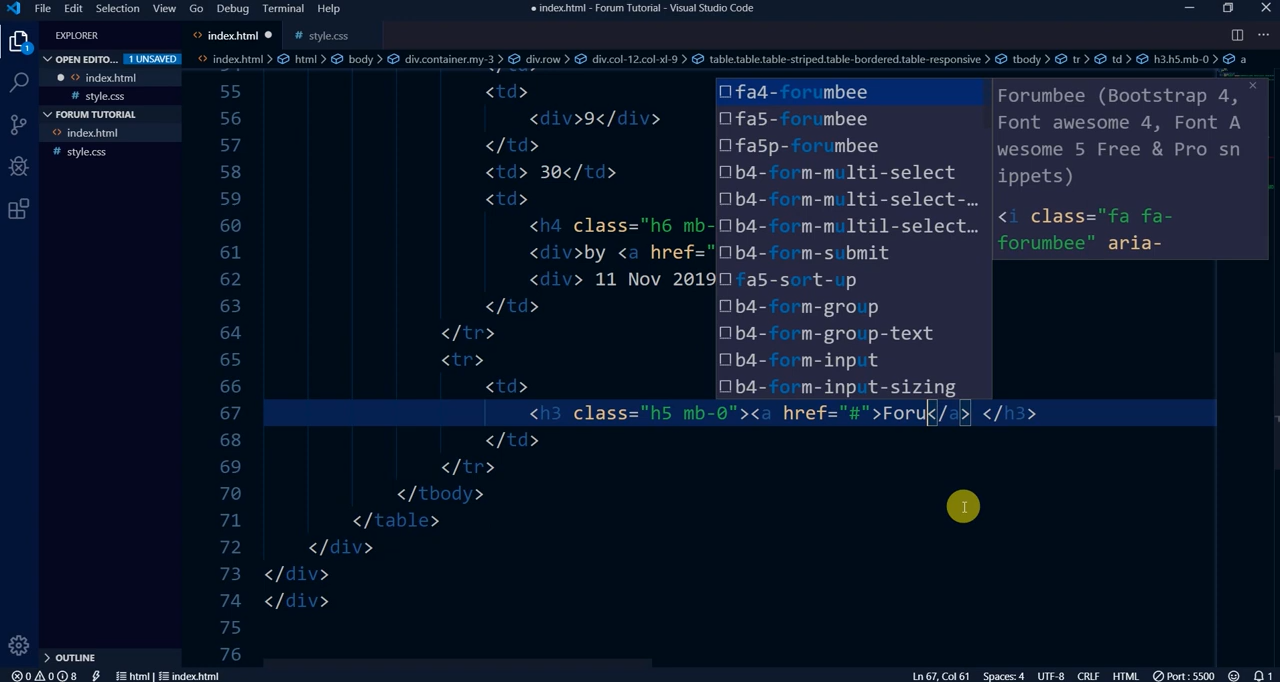 File Edit Selection View Go Debug Terminal Help
● index.html - Forum Tutorial - Visual Studio Code
EXPLORER
OPEN EDITO... 1 UNSAVED
index.html
style.css
FORUM TUTORIAL
index.html
style.css
OUTLINE
1
index.html ● style.css
index.html > html > body > div.container.my-3 > div.row > div.col-12.col-xl-9 > table.table.table-striped.table-bordered.table-responsive > tbody > tr > td > h3.h5.mb-0 > a
55 <td>
56 <div>9</div>
57 </td>
58 <td> 30</td>
59 <td>
60 <h4 class="h6 mb-
61 <div>by <a href="
62 <div> 11 Nov 2019
63 </td>
64 </tr>
65 <tr>
66 <td>
67 <h3 class="h5 mb-0"><a href="#">Foru</a> </h3>
68 </td>
69 </tr>
70 </tbody>
71 </table>
72 </div>
73 </div>
74 </div>
75
76
fa4-forumbee
fa5-forumbee
fa5p-forumbee
b4-form-multi-select
b4-form-multi-select-...
b4-form-multil-select...
b4-form-submit
fa5-sort-up
b4-form-group
b4-form-group-text
b4-form-input
b4-form-input-sizing
Forumbee (Bootstrap 4,
Font awesome 4, Font A
wesome 5 Free & Pro sn
ippets)
<i class="fa fa-
forumbee" aria-
0 0 8 html index.html
Ln 67, Col 61 Spaces: 4 UTF-8 CRLF HTML Port : 5500 1